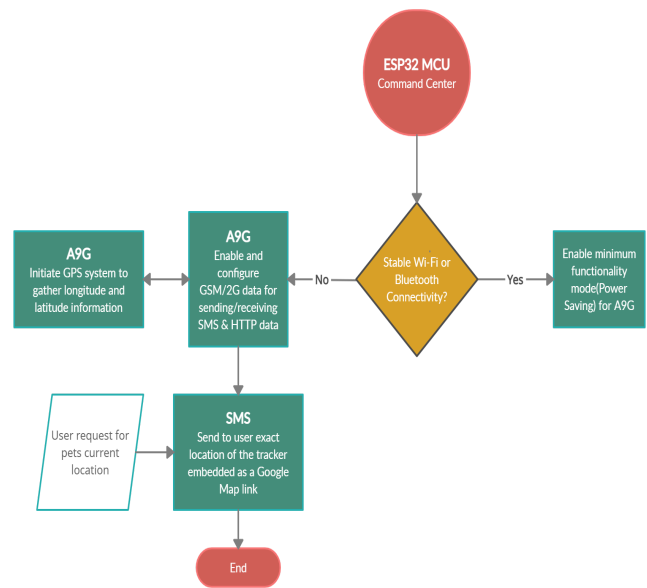 ESP32 MCU
Command Center
Stable Wi-Fi or
Bluetooth
Connectivity?
No
Yes
A9G
Initiate GPS system to
gather longitude and
latitude information
A9G
Enable and
configure
GSM/2G data for
sending/receiving
SMS & HTTP data
Enable minimum
functionality
mode(Power
Saving) for A9G
User request for
pets current
location
SMS
Send to user exact
location of the tracker
embedded as a Google
Map link
End